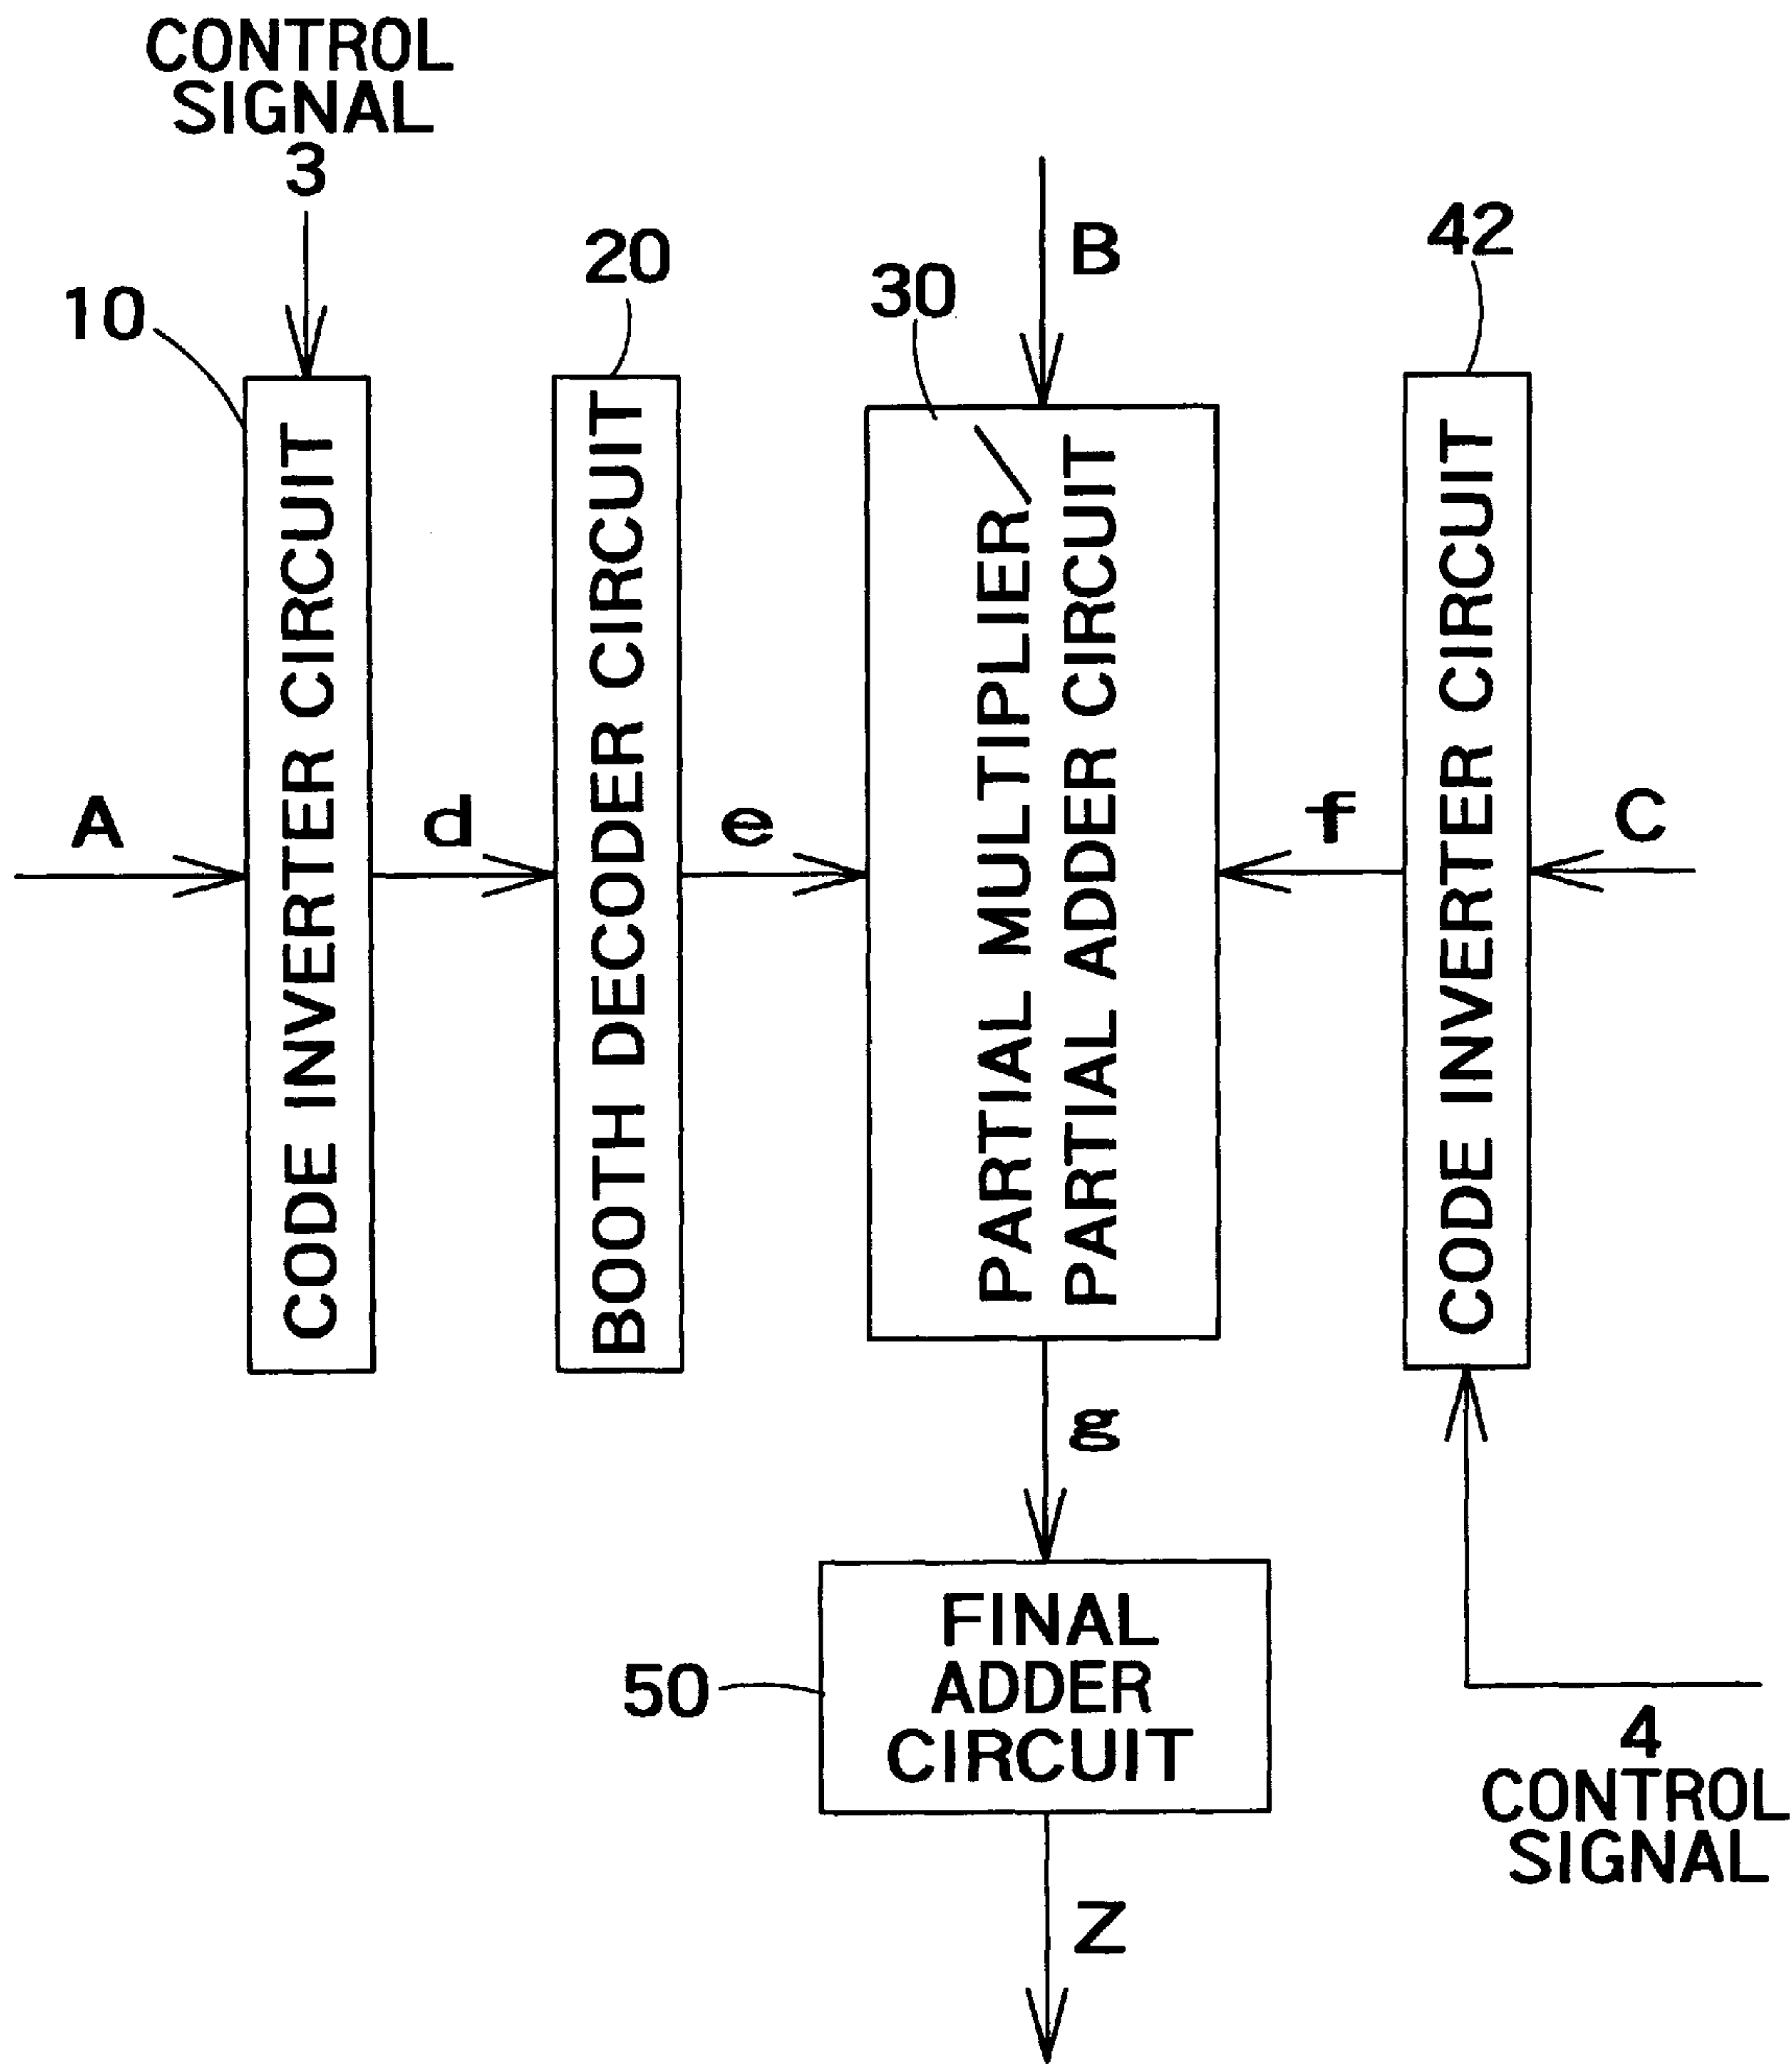 CONTROL
SIGNAL
3
10
20
30
B
42
A
CODE INVERTER CIRCUIT
d
BOOTH DECODER CIRCUIT
e
PARTIAL MULTIPLIER/
PARTIAL ADDER CIRCUIT
f
CODE INVERTER CIRCUIT
C
g
50
FINAL
ADDER
CIRCUIT
4
CONTROL
SIGNAL
Z